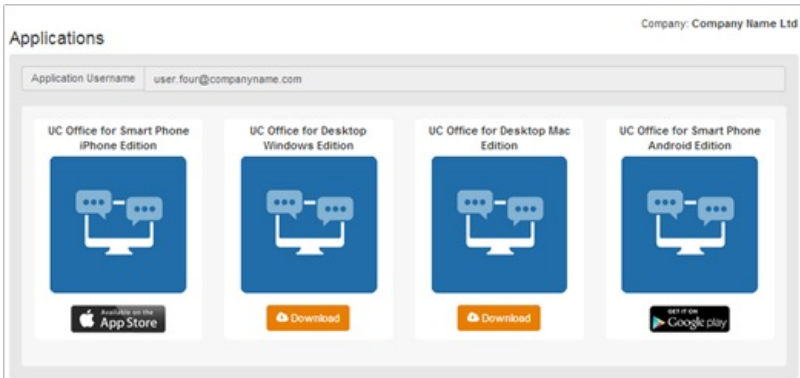 Company: Company Name Ltd
Applications
Application Username user.four@companyname.com
UC Office for Smart Phone
iPhone Edition
UC Office for Desktop
Windows Edition
UC Office for Desktop Mac
Edition
UC Office for Smart Phone
Android Edition
Available on the
App Store
Download
Download
GET IT ON
Google play